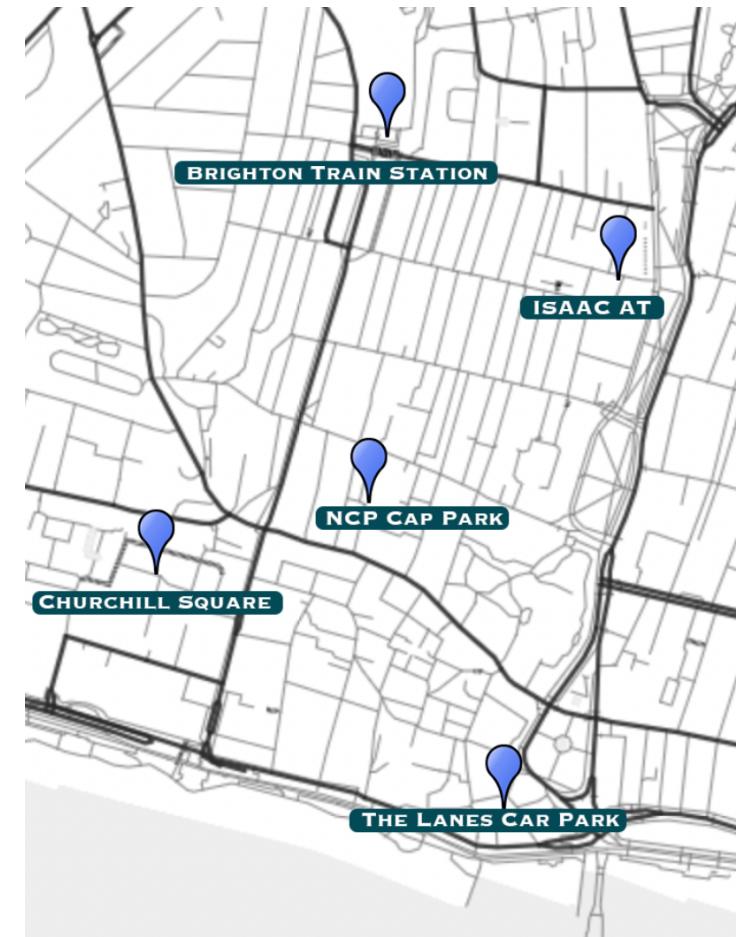 Brighton Train Station
ISAAC AT
NCP Cap Park
Churchill Square
The Lanes Car Park